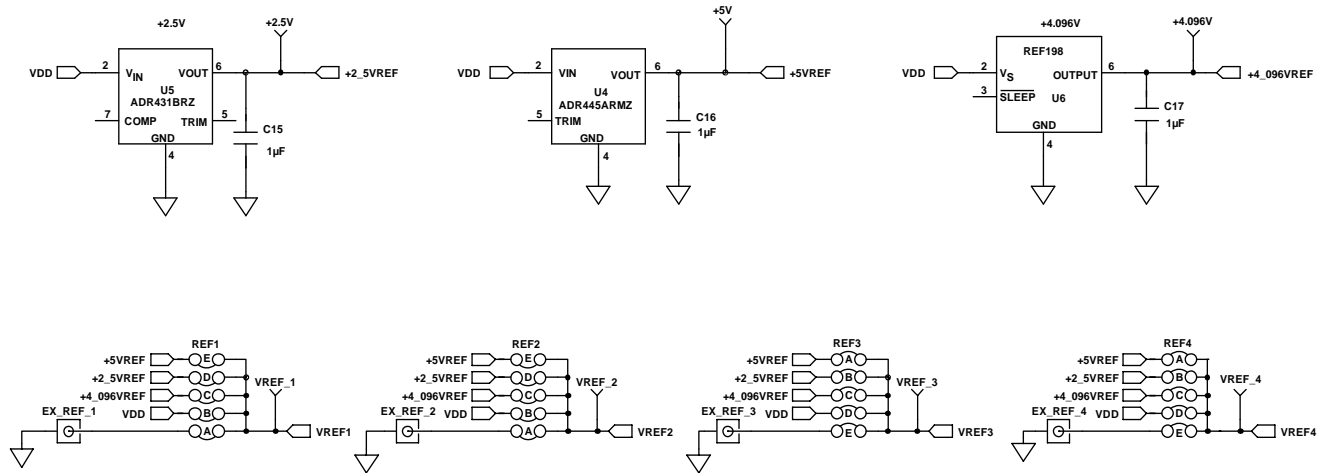 +2.5V
+2.5V
VDD
2
VIN
VOUT
6
+2_5VREF
U5
ADR431BRZ
7
COMP
TRIM
5
GND
4
C15
1µF
+5V
VDD
2
VIN
VOUT
6
+5VREF
U4
ADR445ARMZ
5
TRIM
GND
4
C16
1µF
+4.096V
+4.096V
REF198
VDD
2
VS
OUTPUT
6
+4_096VREF
3
SLEEP
U6
GND
4
C17
1µF
REF1
+5VREF
E
+2_5VREF
D
VREF_1
+4_096VREF
C
EX_REF_1
VDD
B
A
VREF1
REF2
+5VREF
E
+2_5VREF
D
VREF_2
+4_096VREF
C
EX_REF_2
VDD
B
A
VREF2
REF3
+5VREF
A
+2_5VREF
B
VREF_3
+4_096VREF
C
EX_REF_3
VDD
D
E
VREF3
REF4
+5VREF
A
+2_5VREF
B
VREF_4
+4_096VREF
C
EX_REF_4
VDD
D
E
VREF4